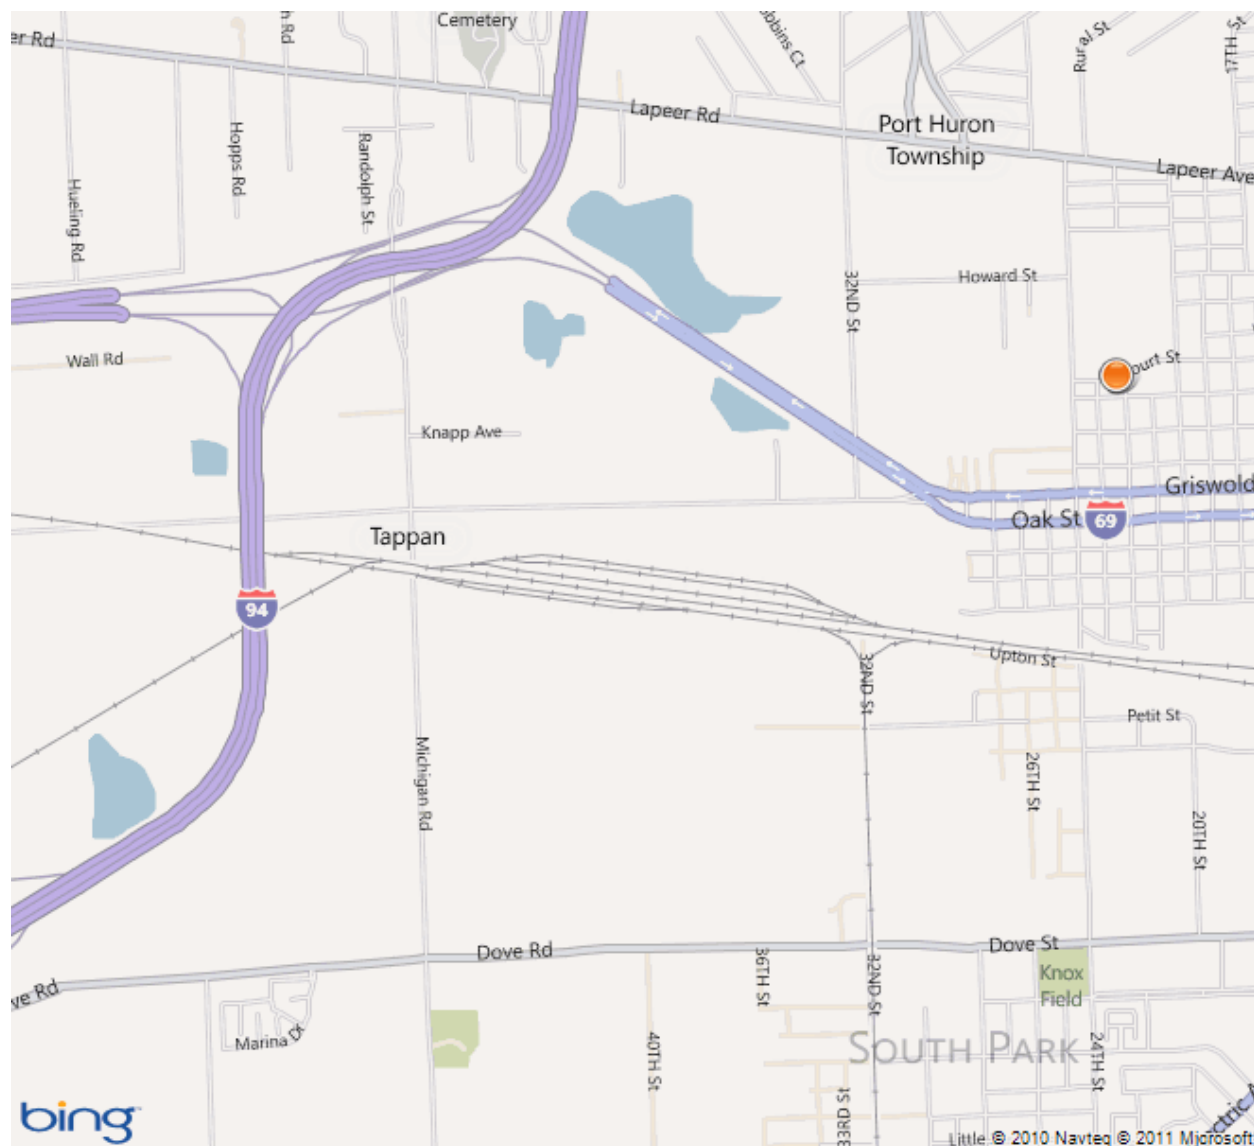 Cemetery
Rural St
17TH St
Lapeer Rd
Port Huron
Township
Lapeer Ave
Hopps Rd
Randolph St
Hueling Rd
32ND St
Howard St
Wall Rd
Court St
Knapp Ave
Griswold
Oak St
69
Tappan
94
32ND St
Upton St
Petit St
Michigan Rd
26TH St
20TH St
Dove Rd
Dove St
36TH St
32ND St
Knox
Field
Marina Dr
40TH St
SOUTH PARK
24TH St
33RD St
bing
Little © 2010 Navteq © 2011 Microsoft